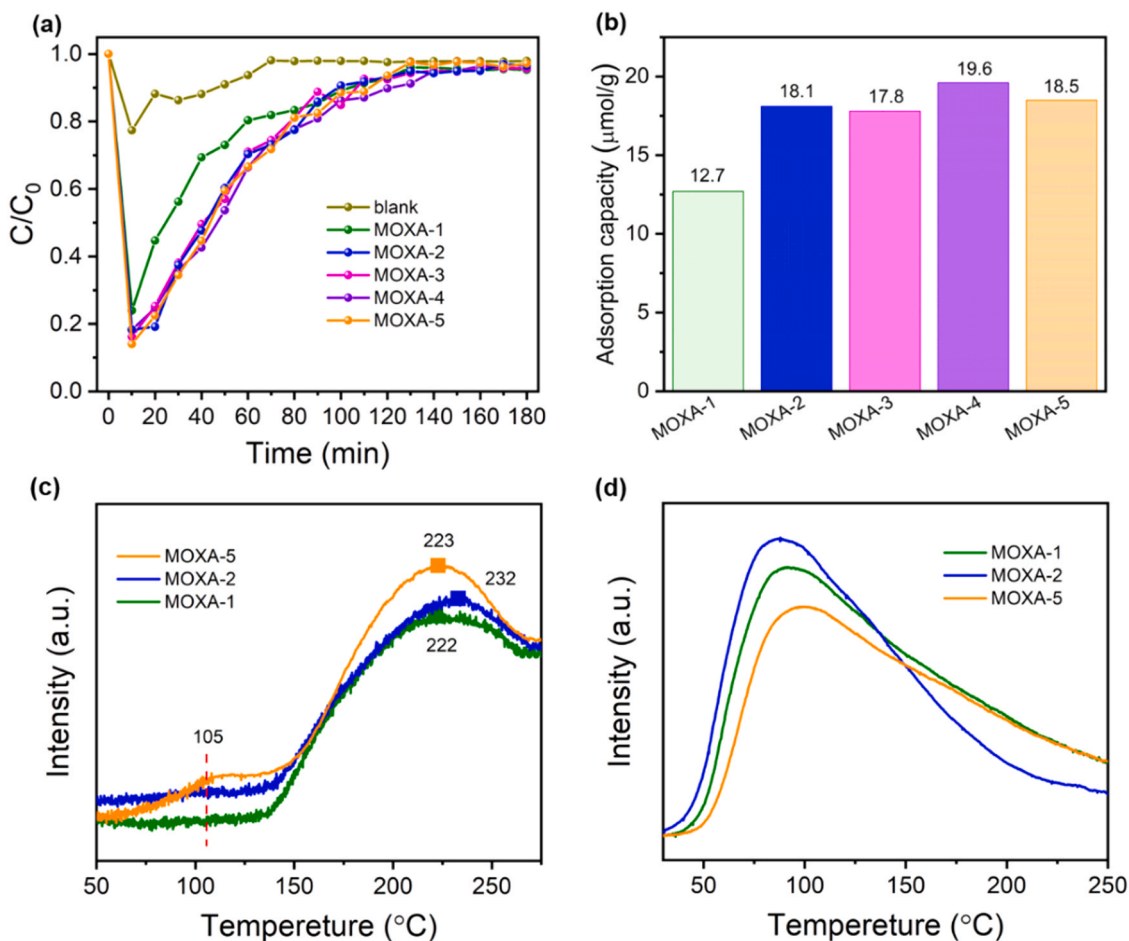 (a)
C/C0
1.0
0.8
0.6
0.4
0.2
0.0
blank
MOXA-1
MOXA-2
MOXA-3
MOXA-4
MOXA-5
0 20 40 60 80 100 120 140 160 180
Time (min)
(b)
Adsorption capacity (μmol/g)
20
15
10
5
0
12.7
18.1
17.8
19.6
18.5
MOXA-1
MOXA-2
MOXA-3
MOXA-4
MOXA-5
(c)
Intensity (a.u.)
MOXA-5
MOXA-2
MOXA-1
223
232
222
105
50 100 150 200 250
Tempereture (°C)
(d)
Intensity (a.u.)
MOXA-1
MOXA-2
MOXA-5
50 100 150 200 250
Tempereture (°C)